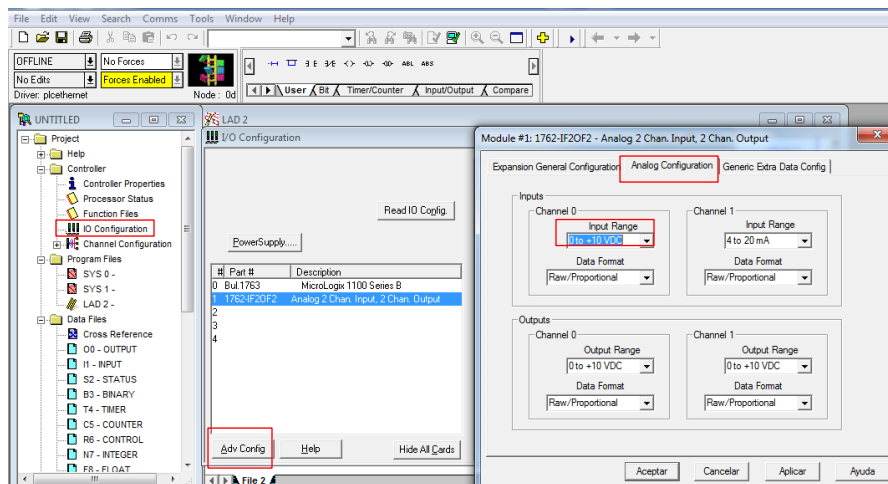 File Edit View Search Comms Tools Window Help
OFFLINE No Forces
No Edits Forces Enabled
Driver: plcethernet Node : 0d
ABL ABS
User Bit Timer/Counter Input/Output Compare
UNTITLED
Project
Help
Controller
Controller Properties
Processor Status
Function Files
IO Configuration
Channel Configuration
Program Files
SYS 0 -
SYS 1 -
LAD 2 -
Data Files
Cross Reference
O0 - OUTPUT
I1 - INPUT
S2 - STATUS
B3 - BINARY
T4 - TIMER
C5 - COUNTER
R6 - CONTROL
N7 - INTEGER
F8 - FLOAT
LAD 2
I/O Configuration
Read IO Config.
PowerSupply.....
# Part # Description
0 Bul.1763 MicroLogix 1100 Series B
1 1762-IF2OF2 Analog 2 Chan. Input, 2 Chan. Output
2
3
4
Adv Config Help Hide All Cards
File 2
Module #1: 1762-IF2OF2 - Analog 2 Chan. Input, 2 Chan. Output
Expansion General Configuration Analog Configuration Generic Extra Data Config
Inputs
Channel 0 Channel 1
Input Range Input Range
0 to +10 VDC 4 to 20 mA
Data Format Data Format
Raw/Proportional Raw/Proportional
Outputs
Channel 0 Channel 1
Output Range Output Range
0 to +10 VDC 0 to +10 VDC
Data Format Data Format
Raw/Proportional Raw/Proportional
Aceptar Cancelar Aplicar Ayuda